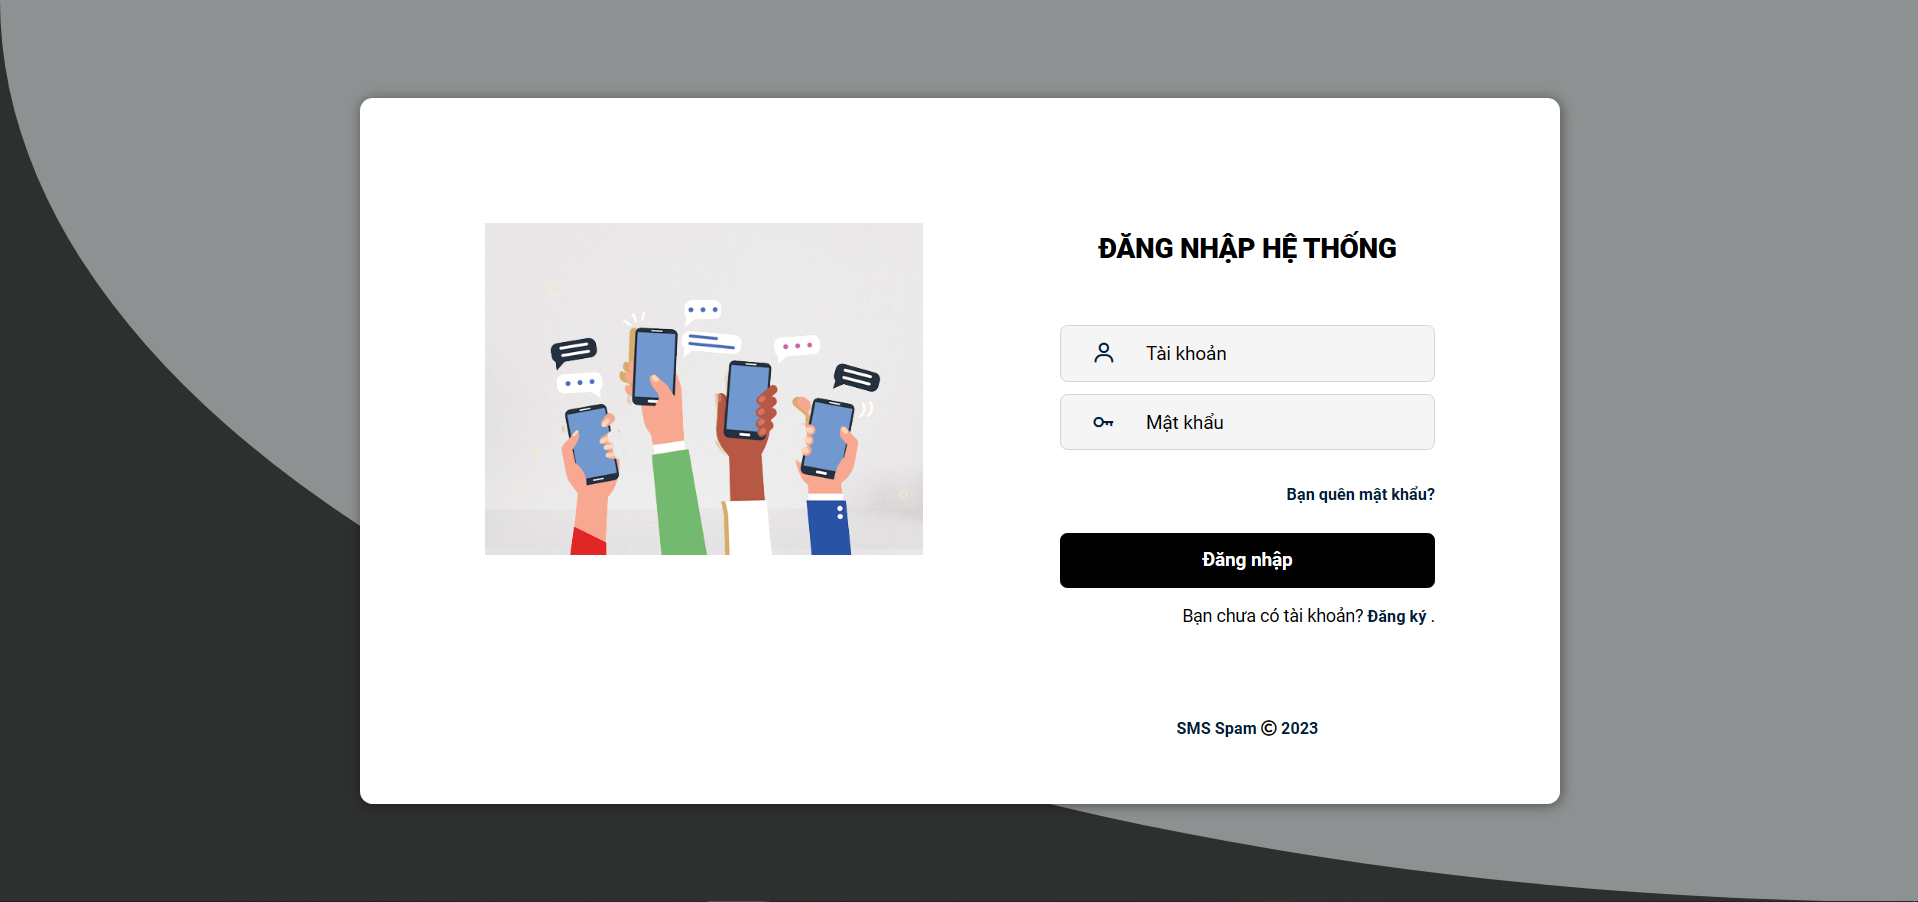 ĐĂNG NHẬP HỆ THỐNG
Tài khoản
Mật khẩu
Bạn quên mật khẩu?
Đăng nhập
Bạn chưa có tài khoản? Đăng ký .
SMS Spam © 2023